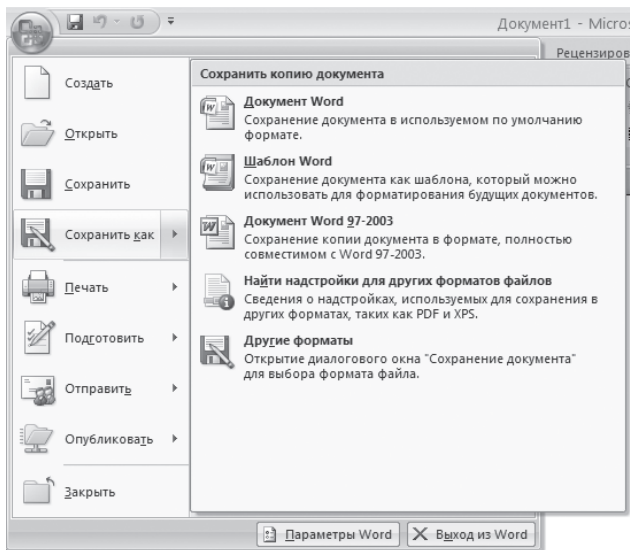 Документ1 - Micro
Рецензиров
Создать
Открыть
Сохранить
Сохранить как
Печать
Подготовить
Отправить
Опубликовать
Закрыть
Сохранить копию документа
Документ Word
Сохранение документа в используемом по умолчанию
формате.
Шаблон Word
Сохранение документа как шаблона, который можно
использовать для форматирования будущих документов.
Документ Word 97-2003
Сохранение копии документа в формате, полностью
совместимом с Word 97-2003.
Найти надстройки для других форматов файлов
Сведения о надстройках, используемых для сохранения в
других форматах, таких как PDF и XPS.
Другие форматы
Открытие диалогового окна "Сохранение документа"
для выбора формата файла.
Параметры Word
Выход из Word